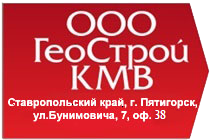 ООО
ГеоСтрой
КМВ
Ставропольский край, г. Пятигорск,
ул.Бунимовича, 7, оф. 38